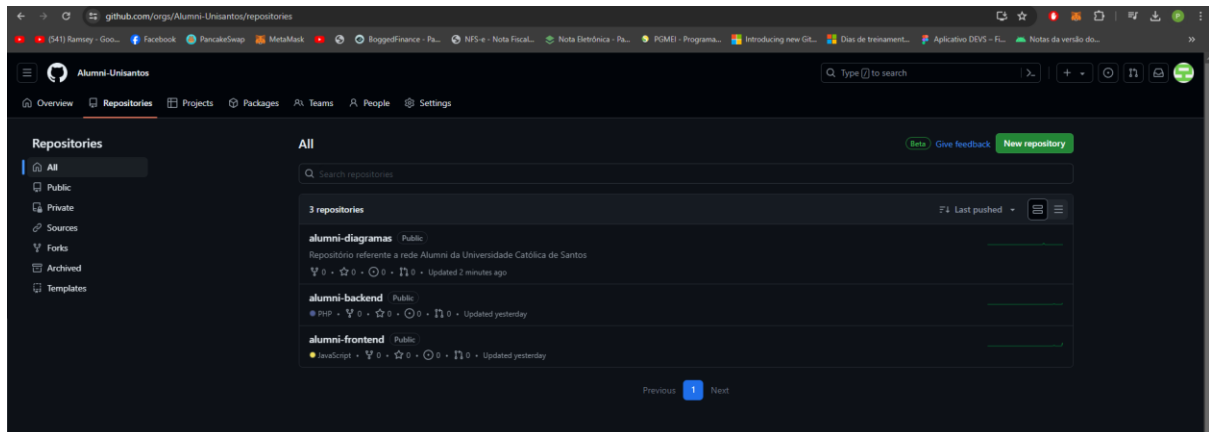 github.com/orgs/Alumni-Unisantos/repositories
(541) Ramsey - Goo... Facebook PancakeSwap MetaMask BoggedFinance - Pa... NFS-e - Nota Fiscal... Nota Eletrônica - Pa... PGMEI - Programa... Introducing new Git... Dias de treinament... Aplicativo DEVS – Fi... Notas da versão do... »
Alumni-Unisantos Type / to search
Overview Repositories Projects Packages Teams People Settings
Repositories
All
Public
Private
Sources
Forks
Archived
Templates
All Beta Give feedback New repository
Search repositories
3 repositories Last pushed
alumni-diagramas Public
Repositório referente a rede Alumni da Universidade Católica de Santos
0 • 0 • 0 • 0 • Updated 2 minutes ago
alumni-backend Public
PHP • 0 • 0 • 0 • 0 • Updated yesterday
alumni-frontend Public
JavaScript • 0 • 0 • 0 • 0 • Updated yesterday
Previous 1 Next